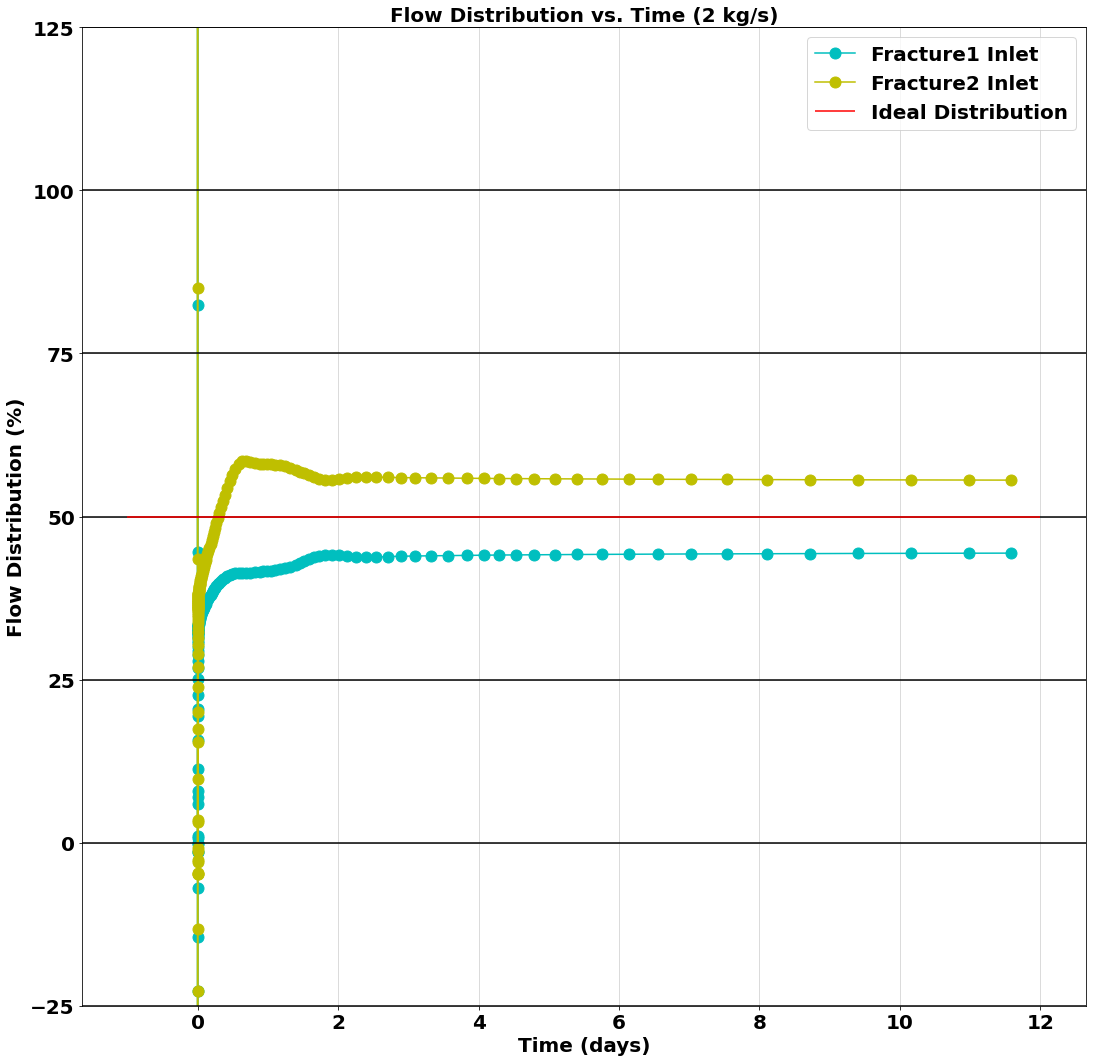 Flow Distribution vs. Time (2 kg/s)
Fracture1 Inlet
Fracture2 Inlet
Ideal Distribution
Flow Distribution (%)
125
100
75
50
25
0
−25
0 2 4 6 8 10 12
Time (days)